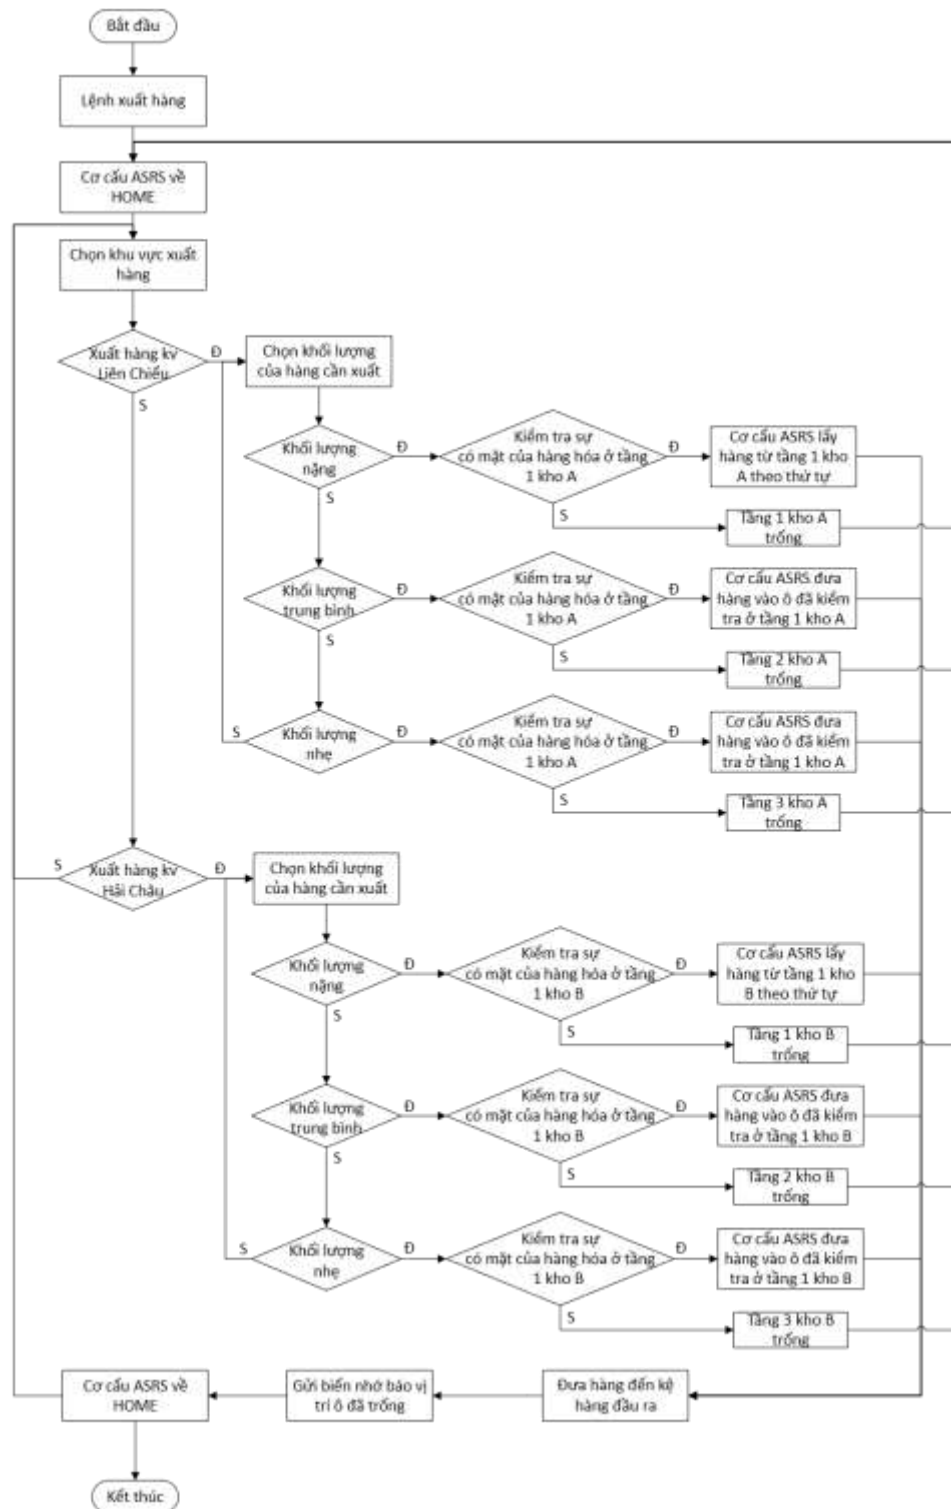 Bắt đầu
Lệnh xuất hàng
Cơ cấu ASRS về
HOME
Chọn khu vực xuất
hàng
Xuất hàng kv
Liên Chiểu
Đ
S
Chọn khối lượng
của hàng cần xuất
Khối lượng
nặng
Đ
S
Kiểm tra sự
có mặt của hàng hóa ở tầng
1 kho A
Đ
S
Cơ cấu ASRS lấy
hàng từ tầng 1 kho
A theo thứ tự
Tầng 1 kho A
trống
Khối lượng
trung bình
Đ
S
Kiểm tra sự
có mặt của hàng hóa ở tầng
1 kho A
Đ
S
Cơ cấu ASRS đưa
hàng vào ô đã kiểm
tra ở tầng 1 kho A
Tầng 2 kho A
trống
S
Khối lượng
nhẹ
Đ
Kiểm tra sự
có mặt của hàng hóa ở tầng
1 kho A
Đ
S
Cơ cấu ASRS đưa
hàng vào ô đã kiểm
tra ở tầng 1 kho A
Tầng 3 kho A
trống
S
Xuất hàng kv
Hải Châu
Đ
Chọn khối lượng
của hàng cần xuất
Khối lượng
nặng
Đ
S
Kiểm tra sự
có mặt của hàng hóa ở tầng
1 kho B
Đ
S
Cơ cấu ASRS lấy
hàng từ tầng 1 kho
B theo thứ tự
Tầng 1 kho B
trống
Khối lượng
trung bình
Đ
S
Kiểm tra sự
có mặt của hàng hóa ở tầng
1 kho B
Đ
S
Cơ cấu ASRS đưa
hàng vào ô đã kiểm
tra ở tầng 1 kho B
Tầng 2 kho B
trống
S
Khối lượng
nhẹ
Đ
Kiểm tra sự
có mặt của hàng hóa ở tầng
1 kho B
Đ
S
Cơ cấu ASRS đưa
hàng vào ô đã kiểm
tra ở tầng 1 kho B
Tầng 3 kho B
trống
Đưa hàng đến kệ
hàng đầu ra
Gửi biến nhớ báo vị
trí ô đã trống
Cơ cấu ASRS về
HOME
Kết thúc